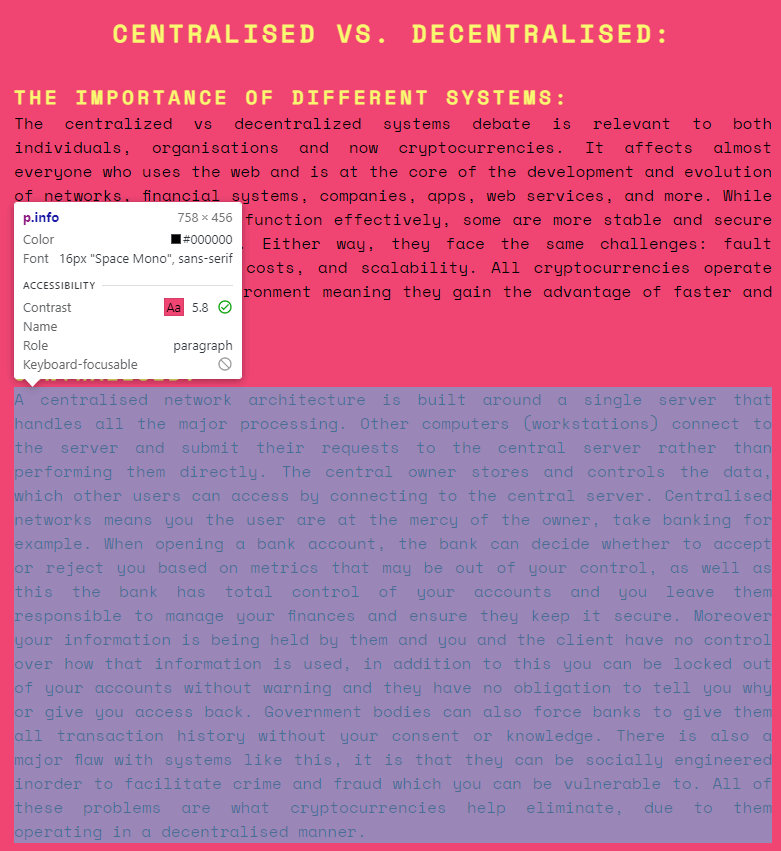 CENTRALISED VS. DECENTRALISED:
THE IMPORTANCE OF DIFFERENT SYSTEMS:
The centralized vs decentralized systems debate is relevant to both
individuals, organisations and now cryptocurrencies. It affects almost
everyone who uses the web and is at the core of the development and evolution
of networks, financial systems, companies, apps, web services, and more. While
function effectively, some are more stable and secure
. Either way, they face the same challenges: fault
costs, and scalability. All cryptocurrencies operate
ronment meaning they gain the advantage of faster and
p.info 758 × 456
Color #000000
Font 16px "Space Mono", sans-serif
ACCESSIBILITY
Contrast Aa 5.8
Name
Role paragraph
Keyboard-focusable
A centralised network architecture is built around a single server that
handles all the major processing. Other computers (workstations) connect to
the server and submit their requests to the central server rather than
performing them directly. The central owner stores and controls the data,
which other users can access by connecting to the central server. Centralised
networks means you the user are at the mercy of the owner, take banking for
example. When opening a bank account, the bank can decide whether to accept
or reject you based on metrics that may be out of your control, as well as
this the bank has total control of your accounts and you leave them
responsible to manage your finances and ensure they keep it secure. Moreover
your information is being held by them and you and the client have no control
over how that information is used, in addition to this you can be locked out
of your accounts without warning and they have no obligation to tell you why
or give you access back. Government bodies can also force banks to give them
all transaction history without your consent or knowledge. There is also a
major flaw with systems like this, it is that they can be socially engineered
inorder to facilitate crime and fraud which you can be vulnerable to. All of
these problems are what cryptocurrencies help eliminate, due to them
operating in a decentralised manner.